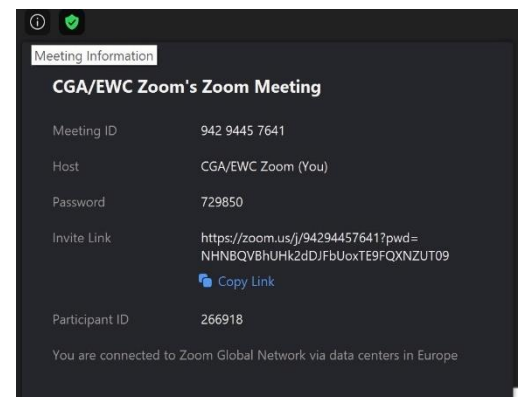 Meeting Information
CGA/EWC Zoom's Zoom Meeting
Meeting ID 942 9445 7641
Host CGA/EWC Zoom (You)
Password 729850
Invite Link https://zoom.us/j/94294457641?pwd=
NHNBQVBhUHk2dDJFbUoxTE9FQXNZUT09
Copy Link
Participant ID 266918
You are connected to Zoom Global Network via data centers in Europe